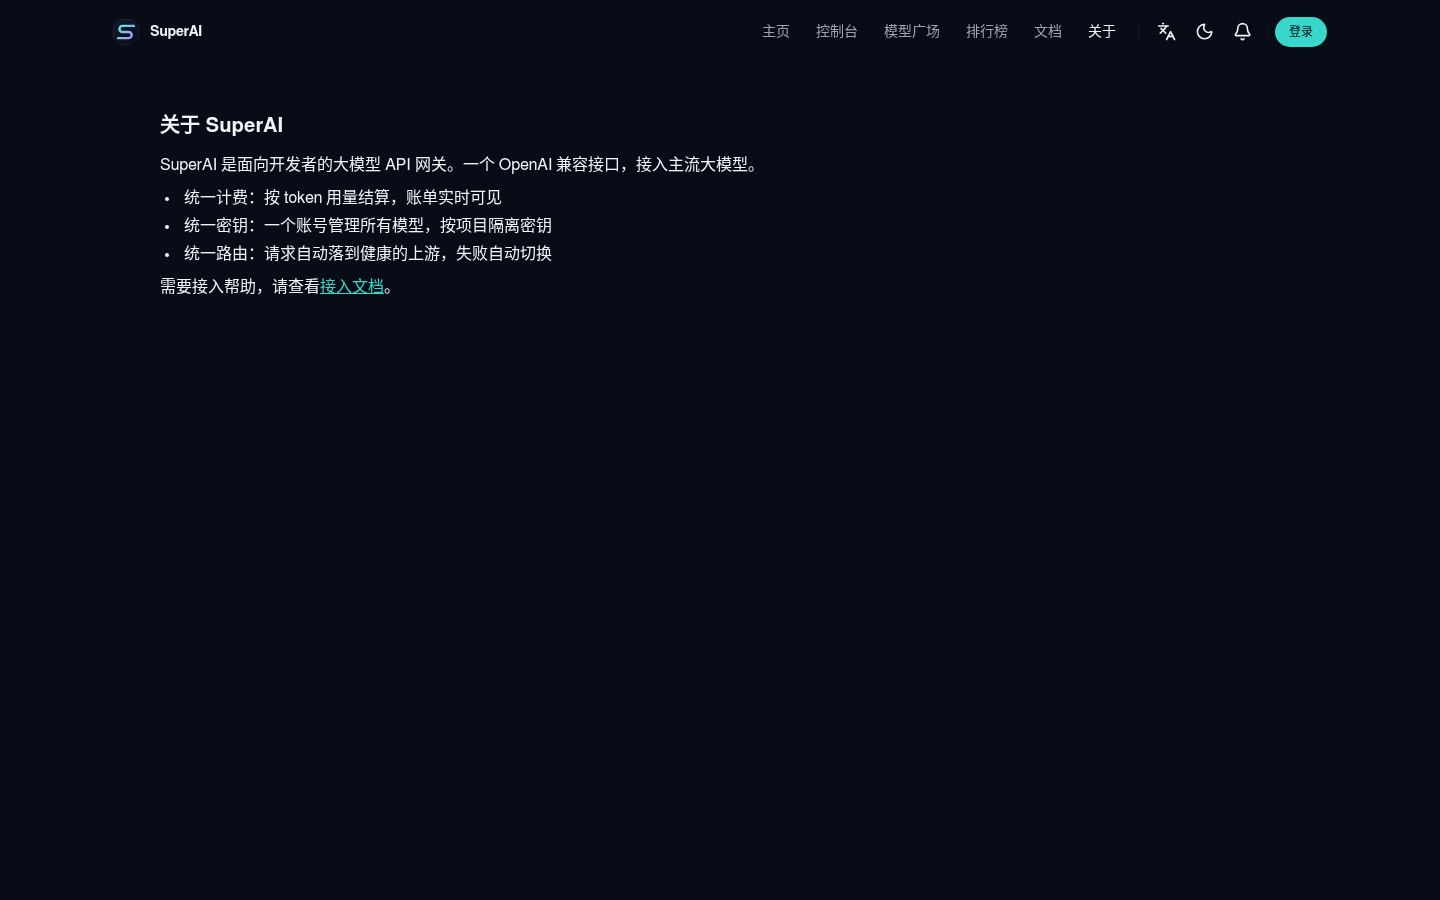 SuperAI
主页 控制台 模型广场 排行榜 文档 关于 登录
关于 SuperAI
SuperAI 是面向开发者的大模型 API 网关。一个 OpenAI 兼容接口，接入主流大模型。
• 统一计费：按 token 用量结算，账单实时可见
• 统一密钥：一个账号管理所有模型，按项目隔离密钥
• 统一路由：请求自动落到健康的上游，失败自动切换
需要接入帮助，请查看接入文档。